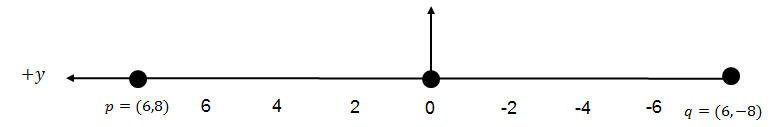 +y
p = (6,8) 6 4 2 0 -2 -4 -6 q = (6,−8)